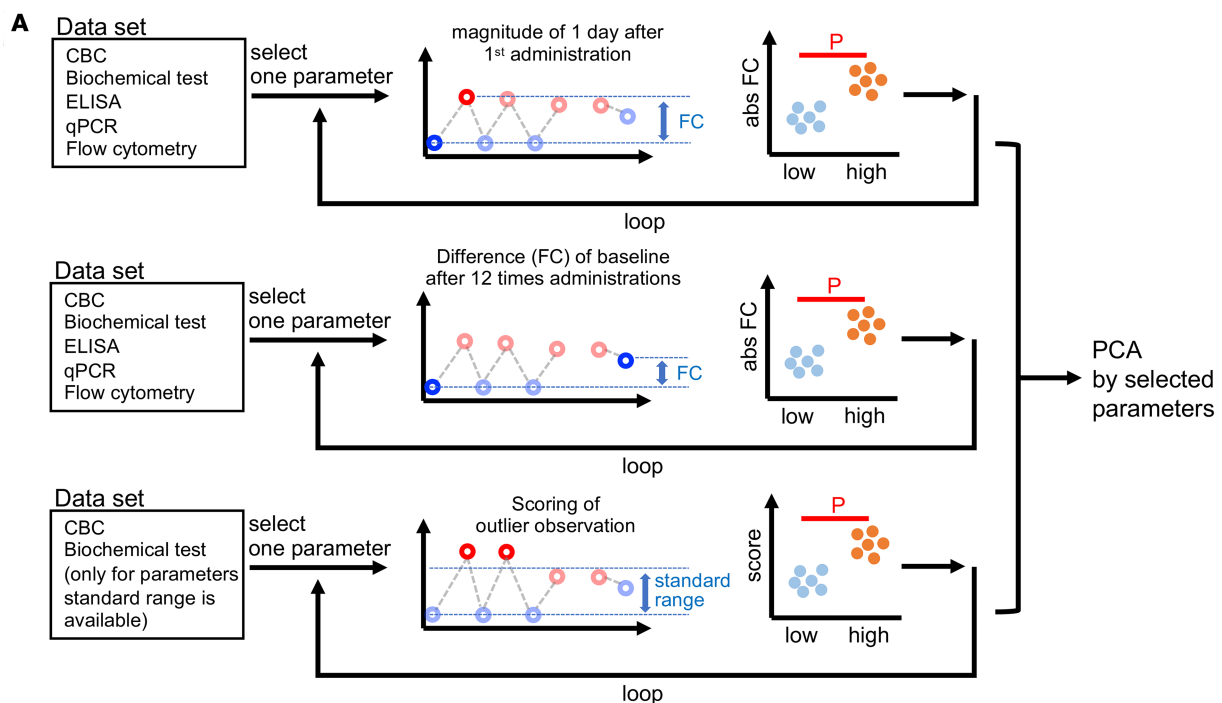 A
Data set
CBC
Biochemical test
ELISA
qPCR
Flow cytometry
select
one parameter
magnitude of 1 day after
1st administration
FC
abs FC
P
low
high
loop
Data set
CBC
Biochemical test
ELISA
qPCR
Flow cytometry
select
one parameter
Difference (FC) of baseline
after 12 times administrations
FC
abs FC
P
low
high
loop
Data set
CBC
Biochemical test
(only for parameters
standard range is
available)
select
one parameter
Scoring of
outlier observation
standard
range
score
P
low
high
loop
PCA
by selected
parameters